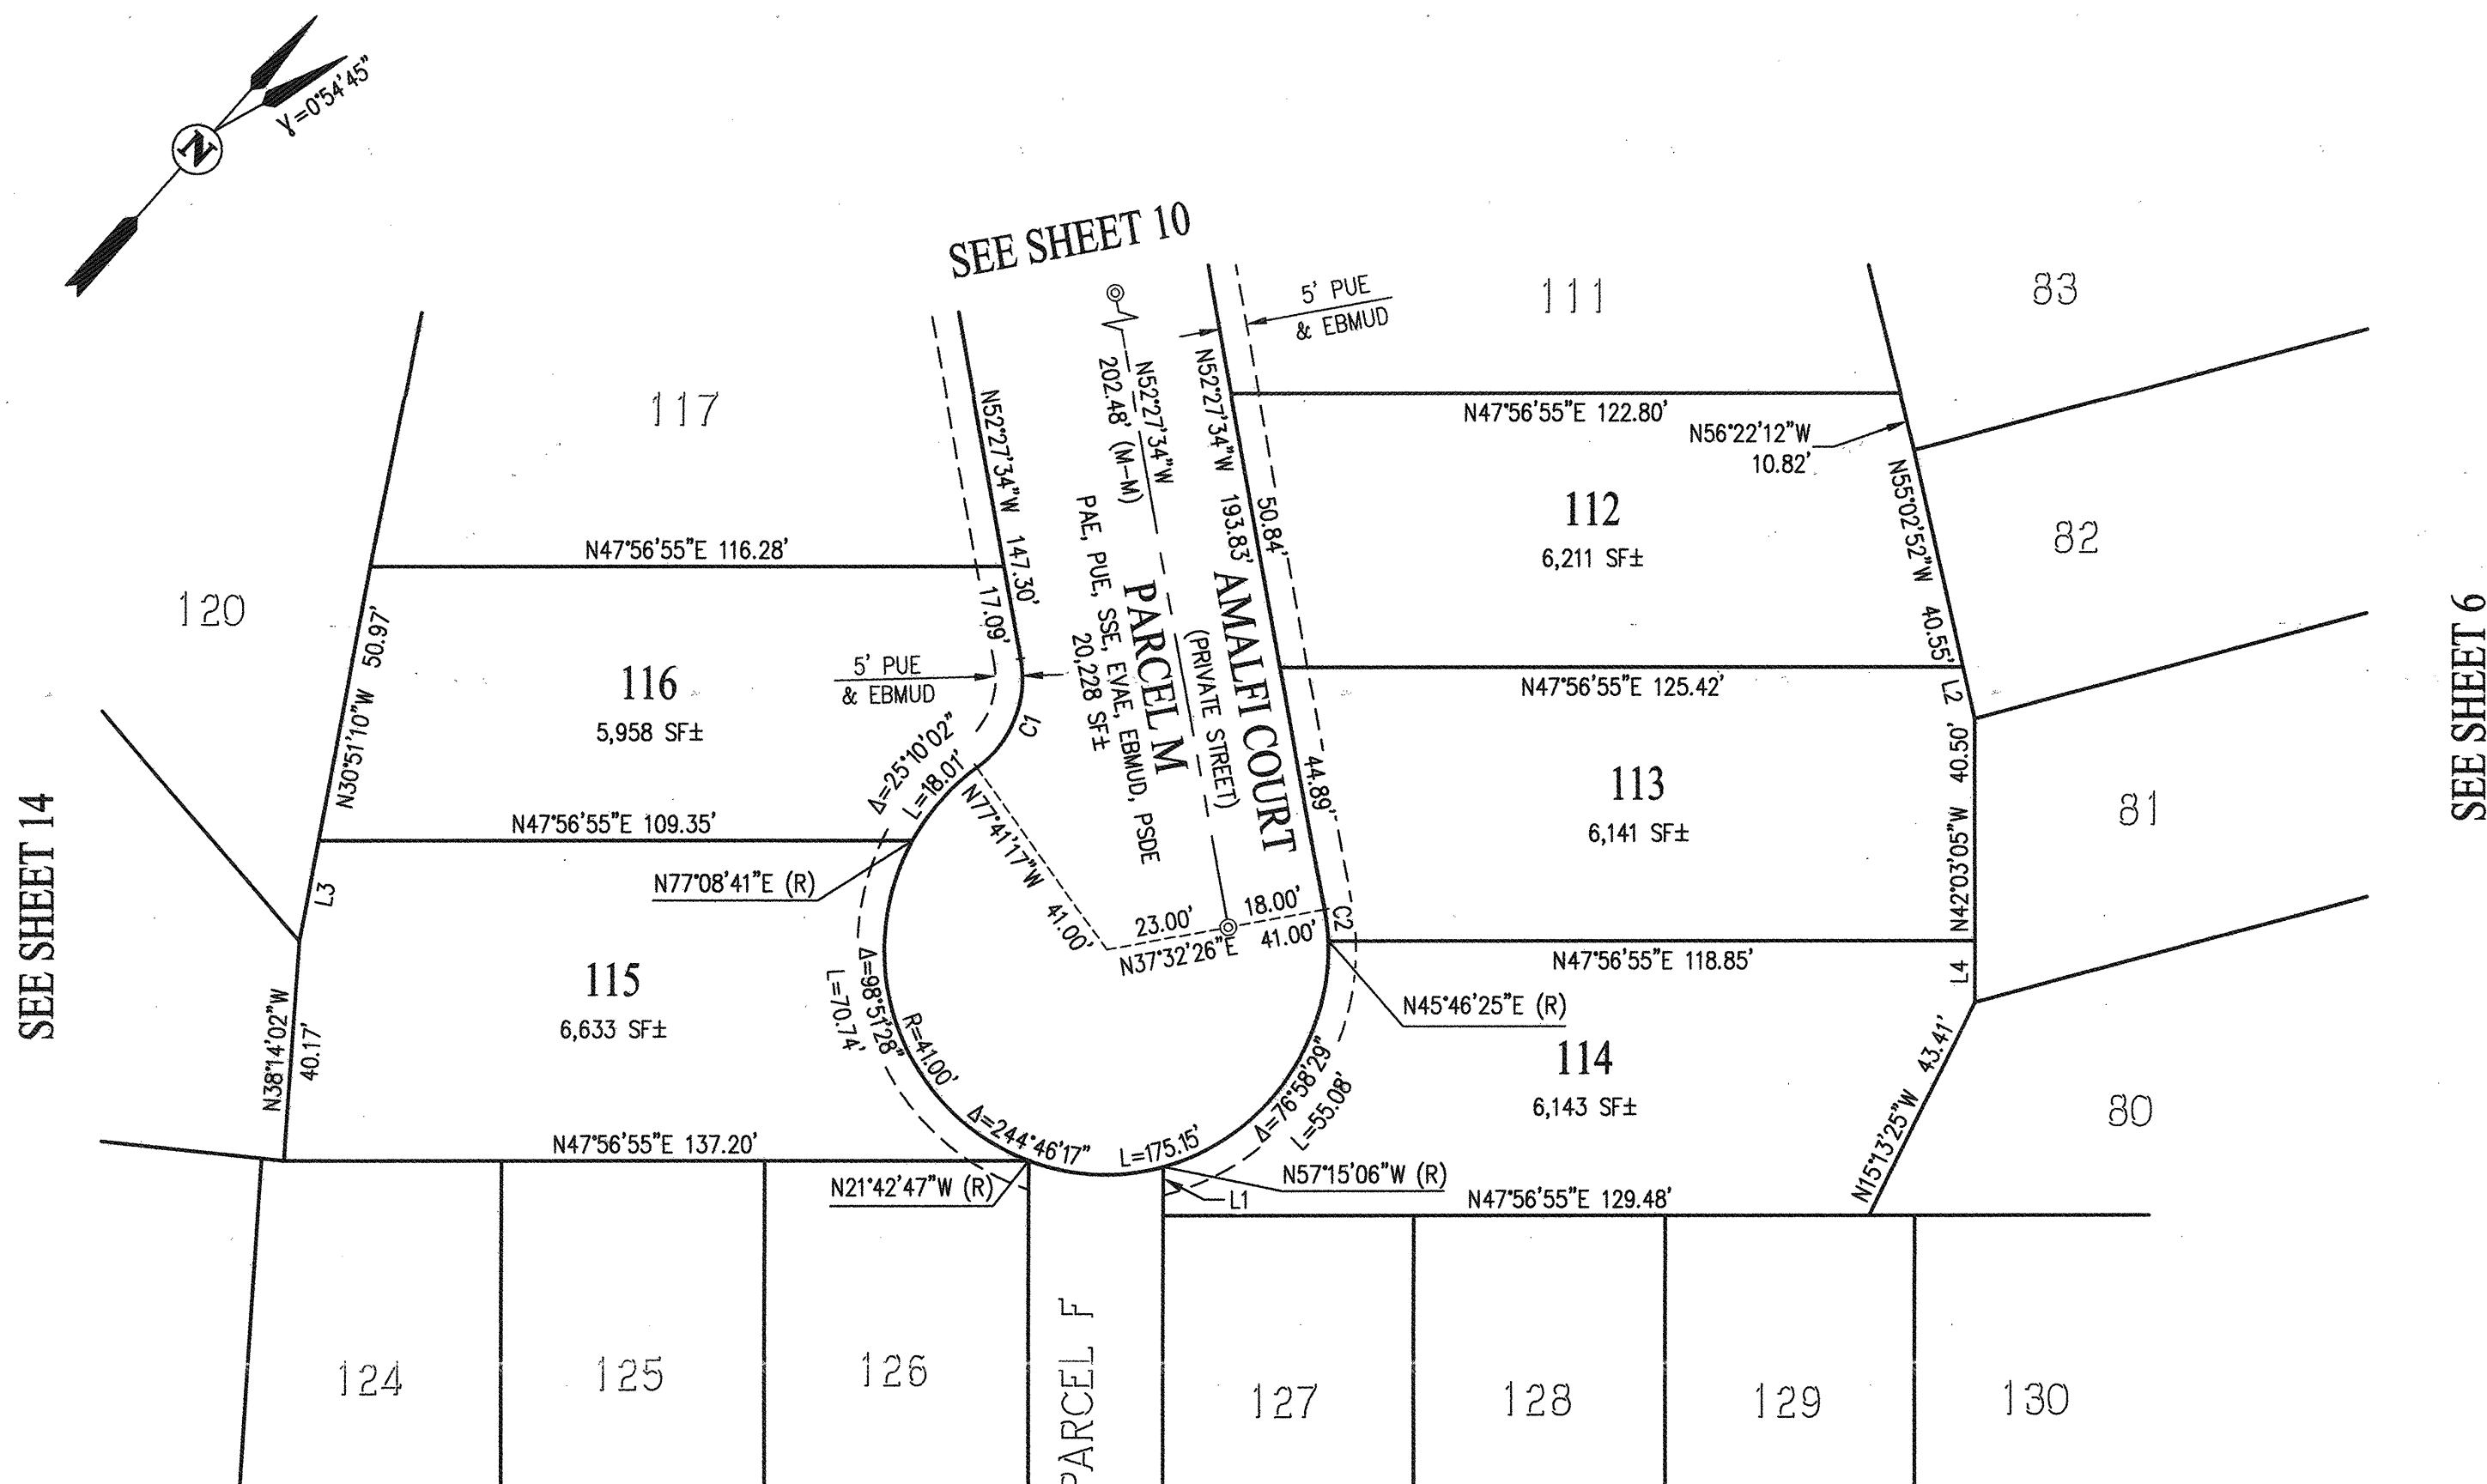 N
γ=0°54'45"
SEE SHEET 10
5' PUE
& EBMUD
111
83
117
N52°27'34"W 147.30'
17.09'
N52°27'34"W
202.48' (M-M)
N52°27'34"W 193.83'
50.84'
N47°56'55"E 122.80'
N56°22'12"W
10.82'
N55°02'52"W 40.55'
112
6,211 SF±
82
SEE SHEET 6
N47°56'55"E 116.28'
120
N30°51'10"W 50.97'
116
5,958 SF±
5' PUE
& EBMUD
C1
PARCEL M
PAE, PUE, SSE, EVAE, EBMUD, PSDE
20,228 SF±
AMALFI COURT
(PRIVATE STREET)
N47°56'55"E 125.42'
L2
44.89'
113
6,141 SF±
N42°03'05"W 40.50'
81
SEE SHEET 14
N47°56'55"E 109.35'
Δ=25°10'02"
L=18.01'
N77°41'17"W 41.00'
N77°08'41"E (R)
L3
23.00'
18.00'
N37°32'26"E
41.00'
C2
N47°56'55"E 118.85'
L4
N45°46'25"E (R)
115
6,633 SF±
N38°14'02"W
40.17'
Δ=98°51'28"
L=70.74'
R=41.00'
Δ=244°46'17"
L=175.15'
Δ=76°58'29"
L=55.08'
114
6,143 SF±
N15°13'25"W 43.41'
80
N47°56'55"E 137.20'
N21°42'47"W (R)
N57°15'06"W (R)
L1
N47°56'55"E 129.48'
124
125
126
PARCEL F
127
128
129
130